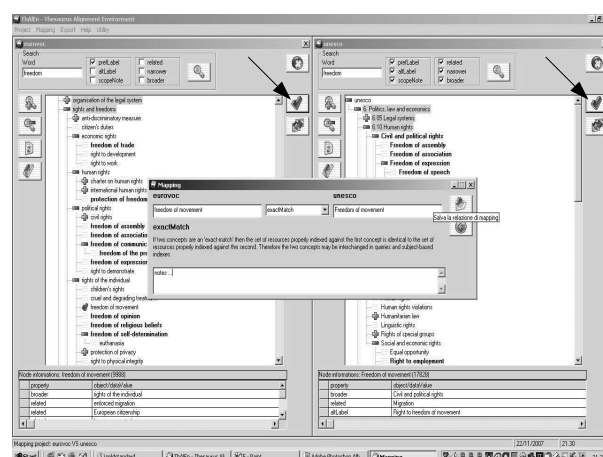 ThAlEn - Thesaurus Alignment Environment
Project Mapping Export Help Utility
eurovoc
Search
Word
freedom
prefLabel
altLabel
scopeNote
related
narrower
broader
organisation of the legal system
rights and freedoms
anti-discriminatory measure
citizen's duties
economic rights
freedom of trade
right to development
right to work
human rights
charter on human rights
international human rights
protection of freedom
political rights
civil rights
freedom of assembly
freedom of associatio
freedom of communic
freedom of the pre
freedom of expression
right to demonstrate
rights of the individual
children's rights
cruel and degrading treatm
freedom of movement
freedom of opinion
freedom of religious beliefs
freedom of self-determination
euthanasia
protection of privacy
right to physical integrity
Node informations: freedom of movement (9998)
property object/dataValue
broader rights of the individual
related enforced migration
related European citizenship
unesco
Search
Word
freedom
prefLabel
altLabel
scopeNote
related
narrower
broader
unesco
6. Politics, law and economics
6.05 Legal systems
6.10 Human rights
Civil and political rights
Freedom of assembly
Freedom of association
Freedom of expression
Freedom of speech
Human rights violations
Humanitarian law
Linguistic rights
Rights of special groups
Social and economic rights
Equal opportunity
Right to employment
Node informations: Freedom of movement (17828)
property object/dataValue
broader Civil and political rights
related Migration
altLabel Right to freedom of movement
Mapping
eurovoc unesco
freedom of movement exactMatch Freedom of movement
Salva la relazione di mapping
exactMatch
If two concepts are an 'exact-match' then the set of resources properly indexed against the first concept is identical to the set of
resources properly indexed against the second. Therefore the two concepts may be interchanged in queries and subject-based
indexes.
notes ...
Mapping project: eurovoc VS unesco 22/11/2007 21.30
Start
Mapping